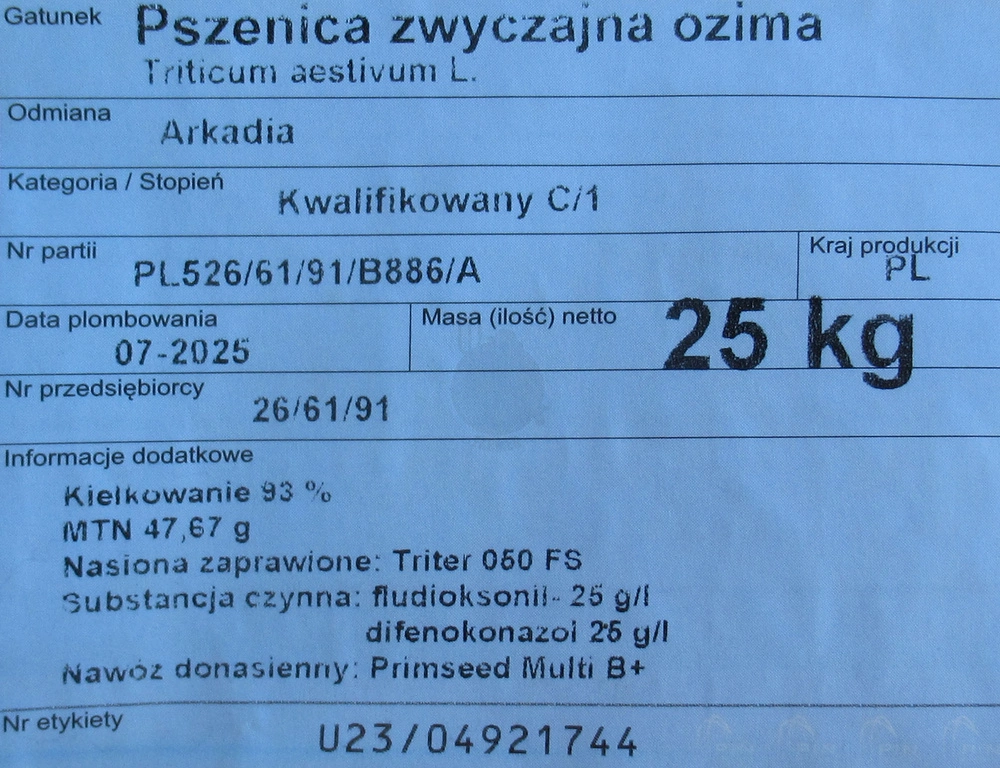 Gatunek Pszenica zwyczajna ozima
Triticum aestivum L.
Odmiana
Arkadia
Kategoria / Stopień
Kwalifikowany C/1
Nr partii
PL526/61/91/B886/A
Kraj produkcji
PL
Data plombowania
07-2025
Masa (ilość) netto 25 kg
Nr przedsiębiorcy
26/61/91
Informacje dodatkowe
Kiełkowanie 93 %
MTN 47,67 g
Nasiona zaprawione: Triter 050 FS
Substancja czynna: fludioksonil- 25 g/l
difenokonazol 25 g/l
Nawóz donasienny: Primseed Multi B+
Nr etykiety
U23/04921744